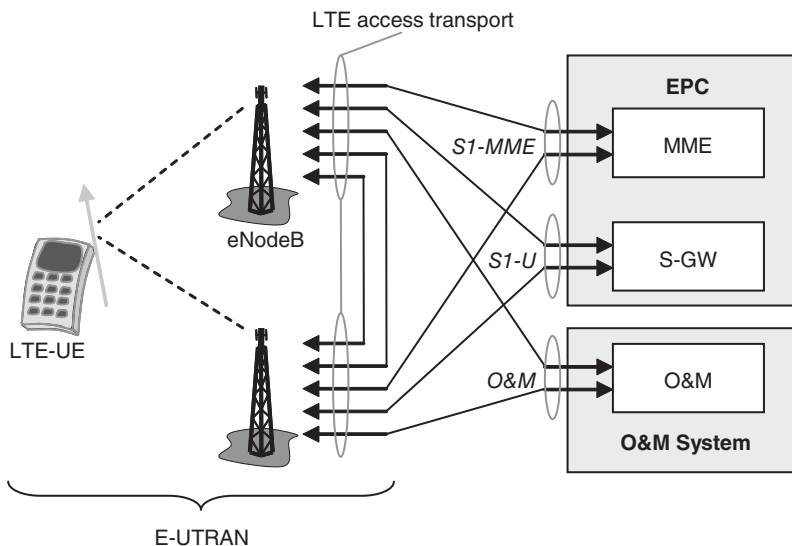 LTE access transport
EPC
S1-MME
MME
eNodeB
S1-U
S-GW
LTE-UE
O&M
O&M
O&M System
E-UTRAN